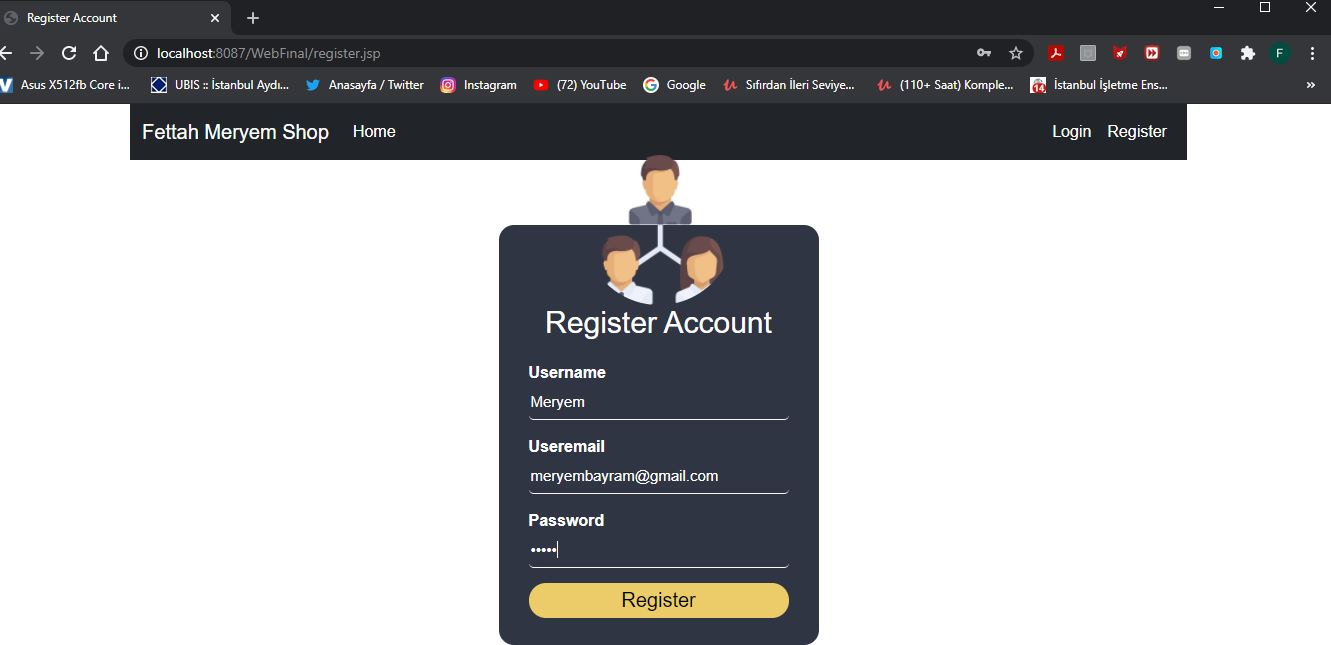 Register Account
localhost:8087/WebFinal/register.jsp
F
Asus X512fb Core i... UBIS :: İstanbul Aydı... Anasayfa / Twitter Instagram (72) YouTube Google Sıfırdan İleri Seviye... (110+ Saat) Komple... 14 İstanbul İşletme Ens... »
Fettah Meryem Shop Home Login Register
Register Account
Username
Meryem
Useremail
meryembayram@gmail.com
Password
•••••
Register